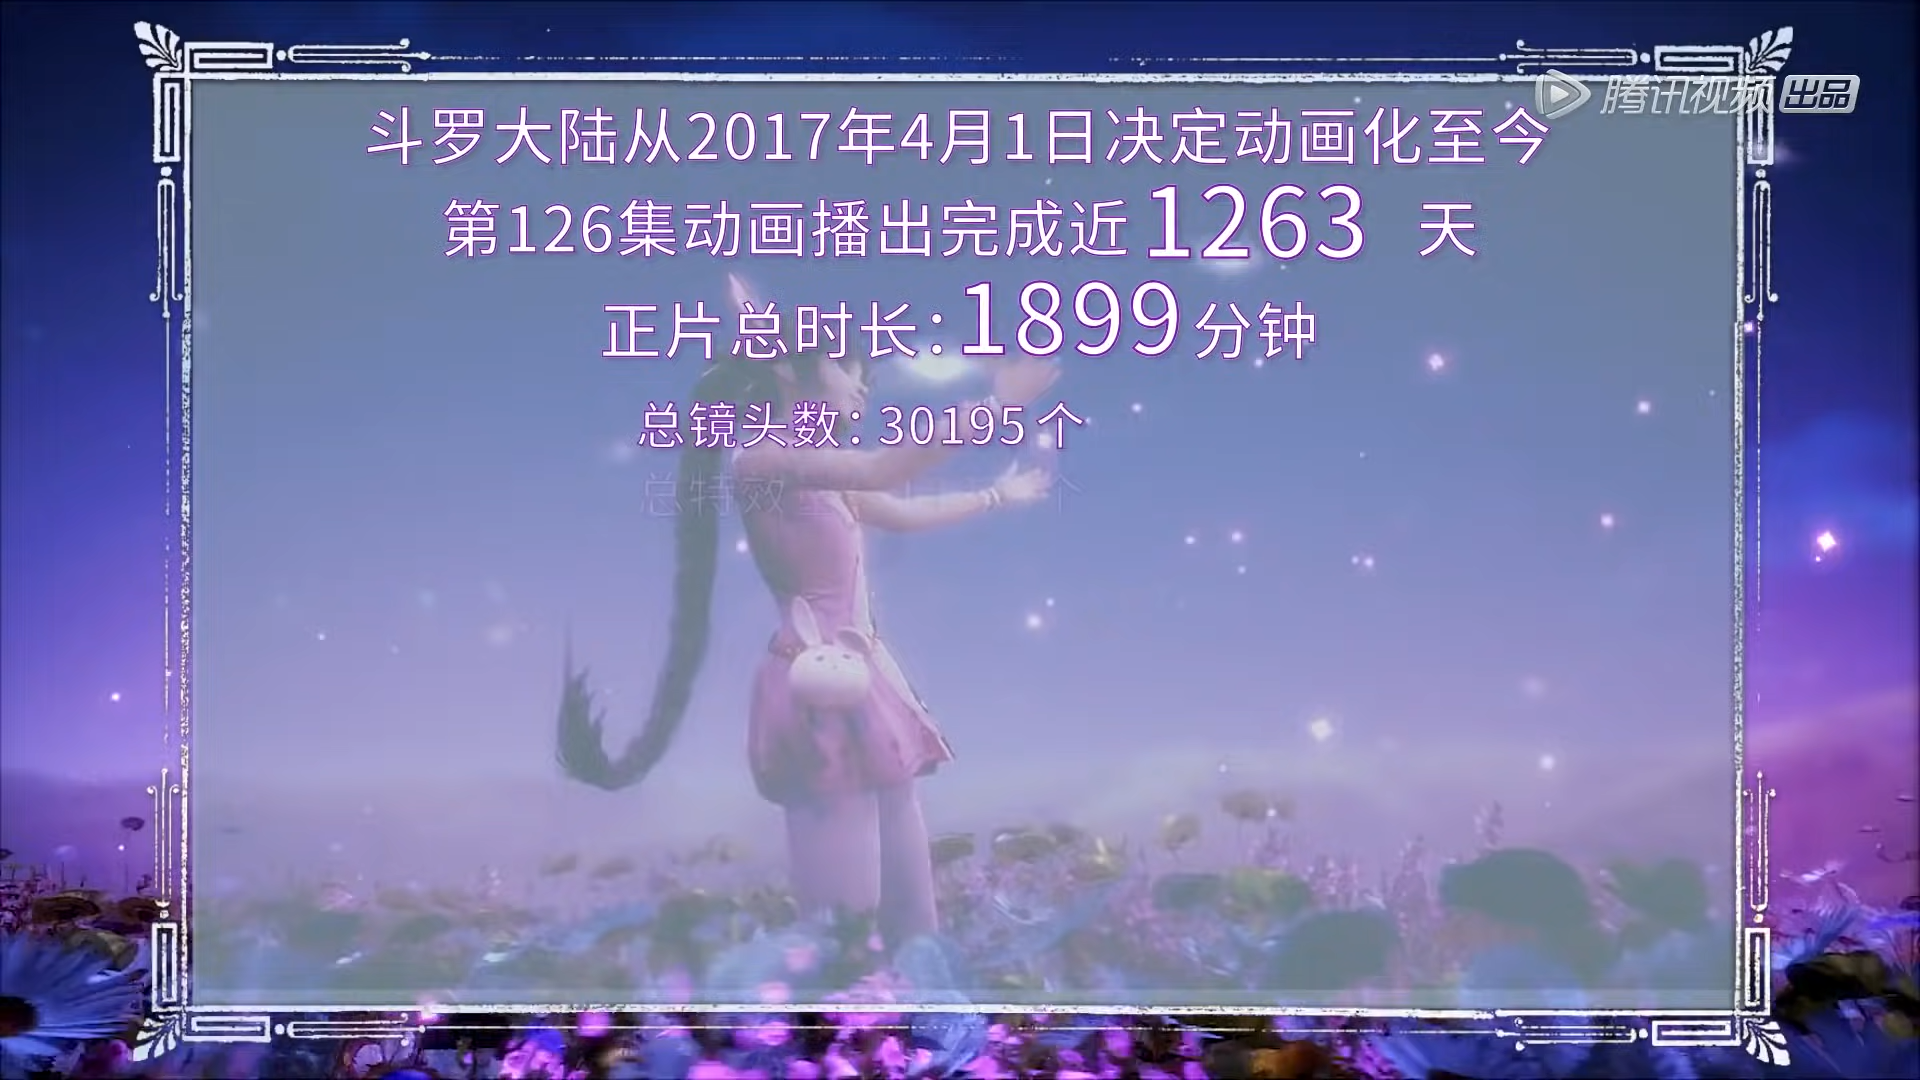 腾讯视频 出品
斗罗大陆从2017年4月1日决定动画化至今
第126集动画播出完成近1263 天
正片总时长：1899分钟
总镜头数：30195个
总特效